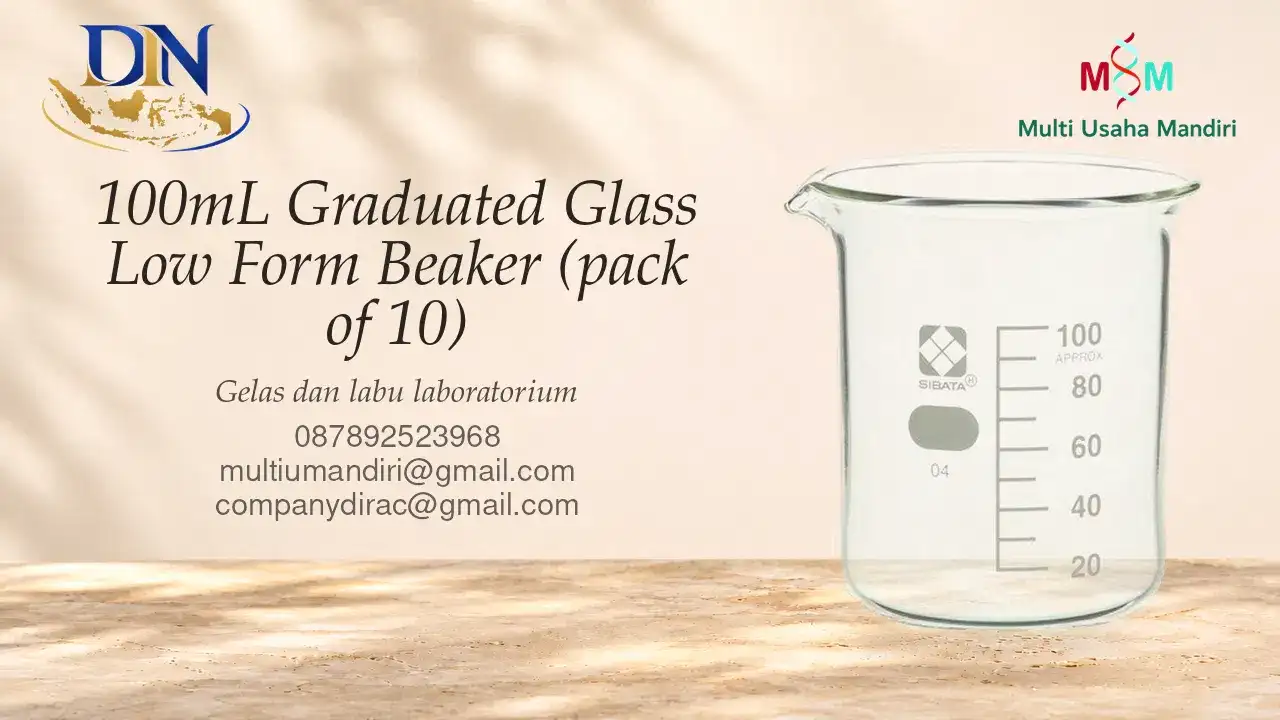 DIN
MSM
Multi Usaha Mandiri
100mL Graduated Glass
Low Form Beaker (pack
of 10)
Gelas dan labu laboratorium
087892523968
multiumandiri@gmail.com
companydirac@gmail.com
SIBATA
H
04
100
APPROX
80
60
40
20